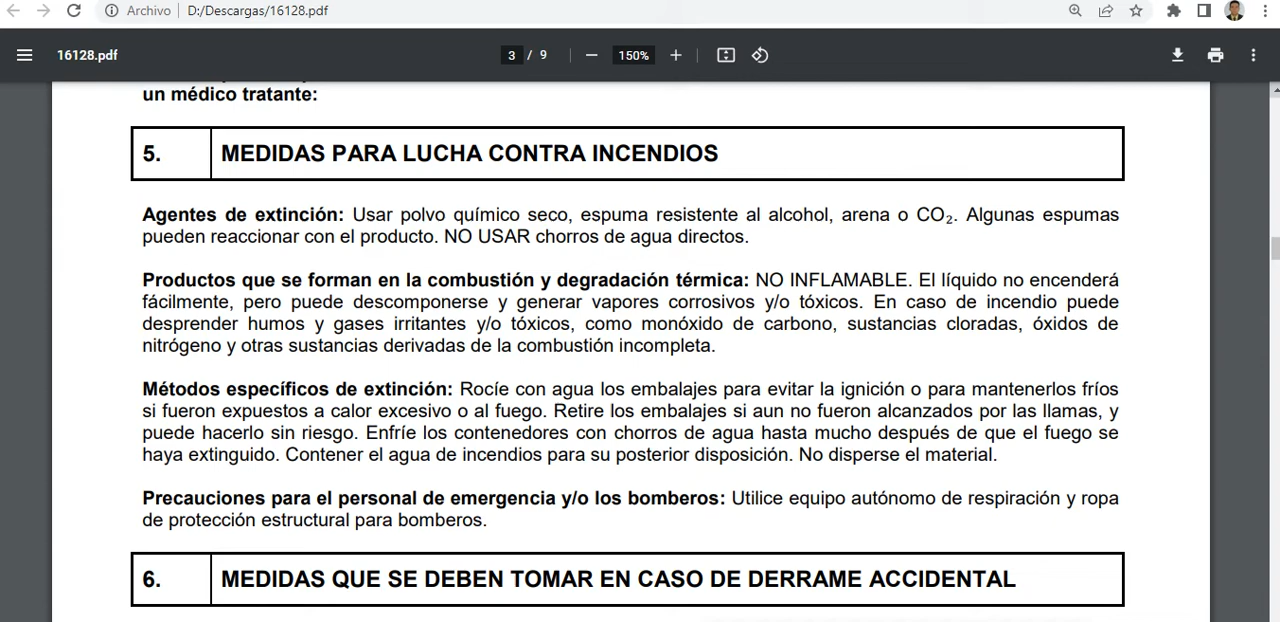 Archivo D:/Descargas/16128.pdf
16128.pdf 3 / 9 150%
un médico tratante:
5. MEDIDAS PARA LUCHA CONTRA INCENDIOS
Agentes de extinción: Usar polvo químico seco, espuma resistente al alcohol, arena o CO₂. Algunas espumas
pueden reaccionar con el producto. NO USAR chorros de agua directos.
Productos que se forman en la combustión y degradación térmica: NO INFLAMABLE. El líquido no encenderá
fácilmente, pero puede descomponerse y generar vapores corrosivos y/o tóxicos. En caso de incendio puede
desprender humos y gases irritantes y/o tóxicos, como monóxido de carbono, sustancias cloradas, óxidos de
nitrógeno y otras sustancias derivadas de la combustión incompleta.
Métodos específicos de extinción: Rocíe con agua los embalajes para evitar la ignición o para mantenerlos fríos
si fueron expuestos a calor excesivo o al fuego. Retire los embalajes si aun no fueron alcanzados por las llamas, y
puede hacerlo sin riesgo. Enfríe los contenedores con chorros de agua hasta mucho después de que el fuego se
haya extinguido. Contener el agua de incendios para su posterior disposición. No disperse el material.
Precauciones para el personal de emergencia y/o los bomberos: Utilice equipo autónomo de respiración y ropa
de protección estructural para bomberos.
6. MEDIDAS QUE SE DEBEN TOMAR EN CASO DE DERRAME ACCIDENTAL